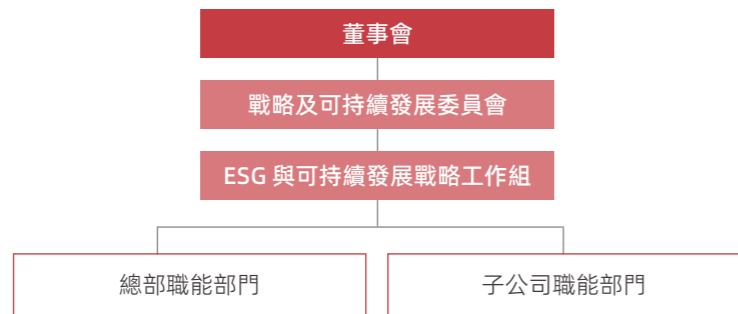 董事會
戰略及可持續發展委員會
ESG 與可持續發展戰略工作組
總部職能部門
子公司職能部門